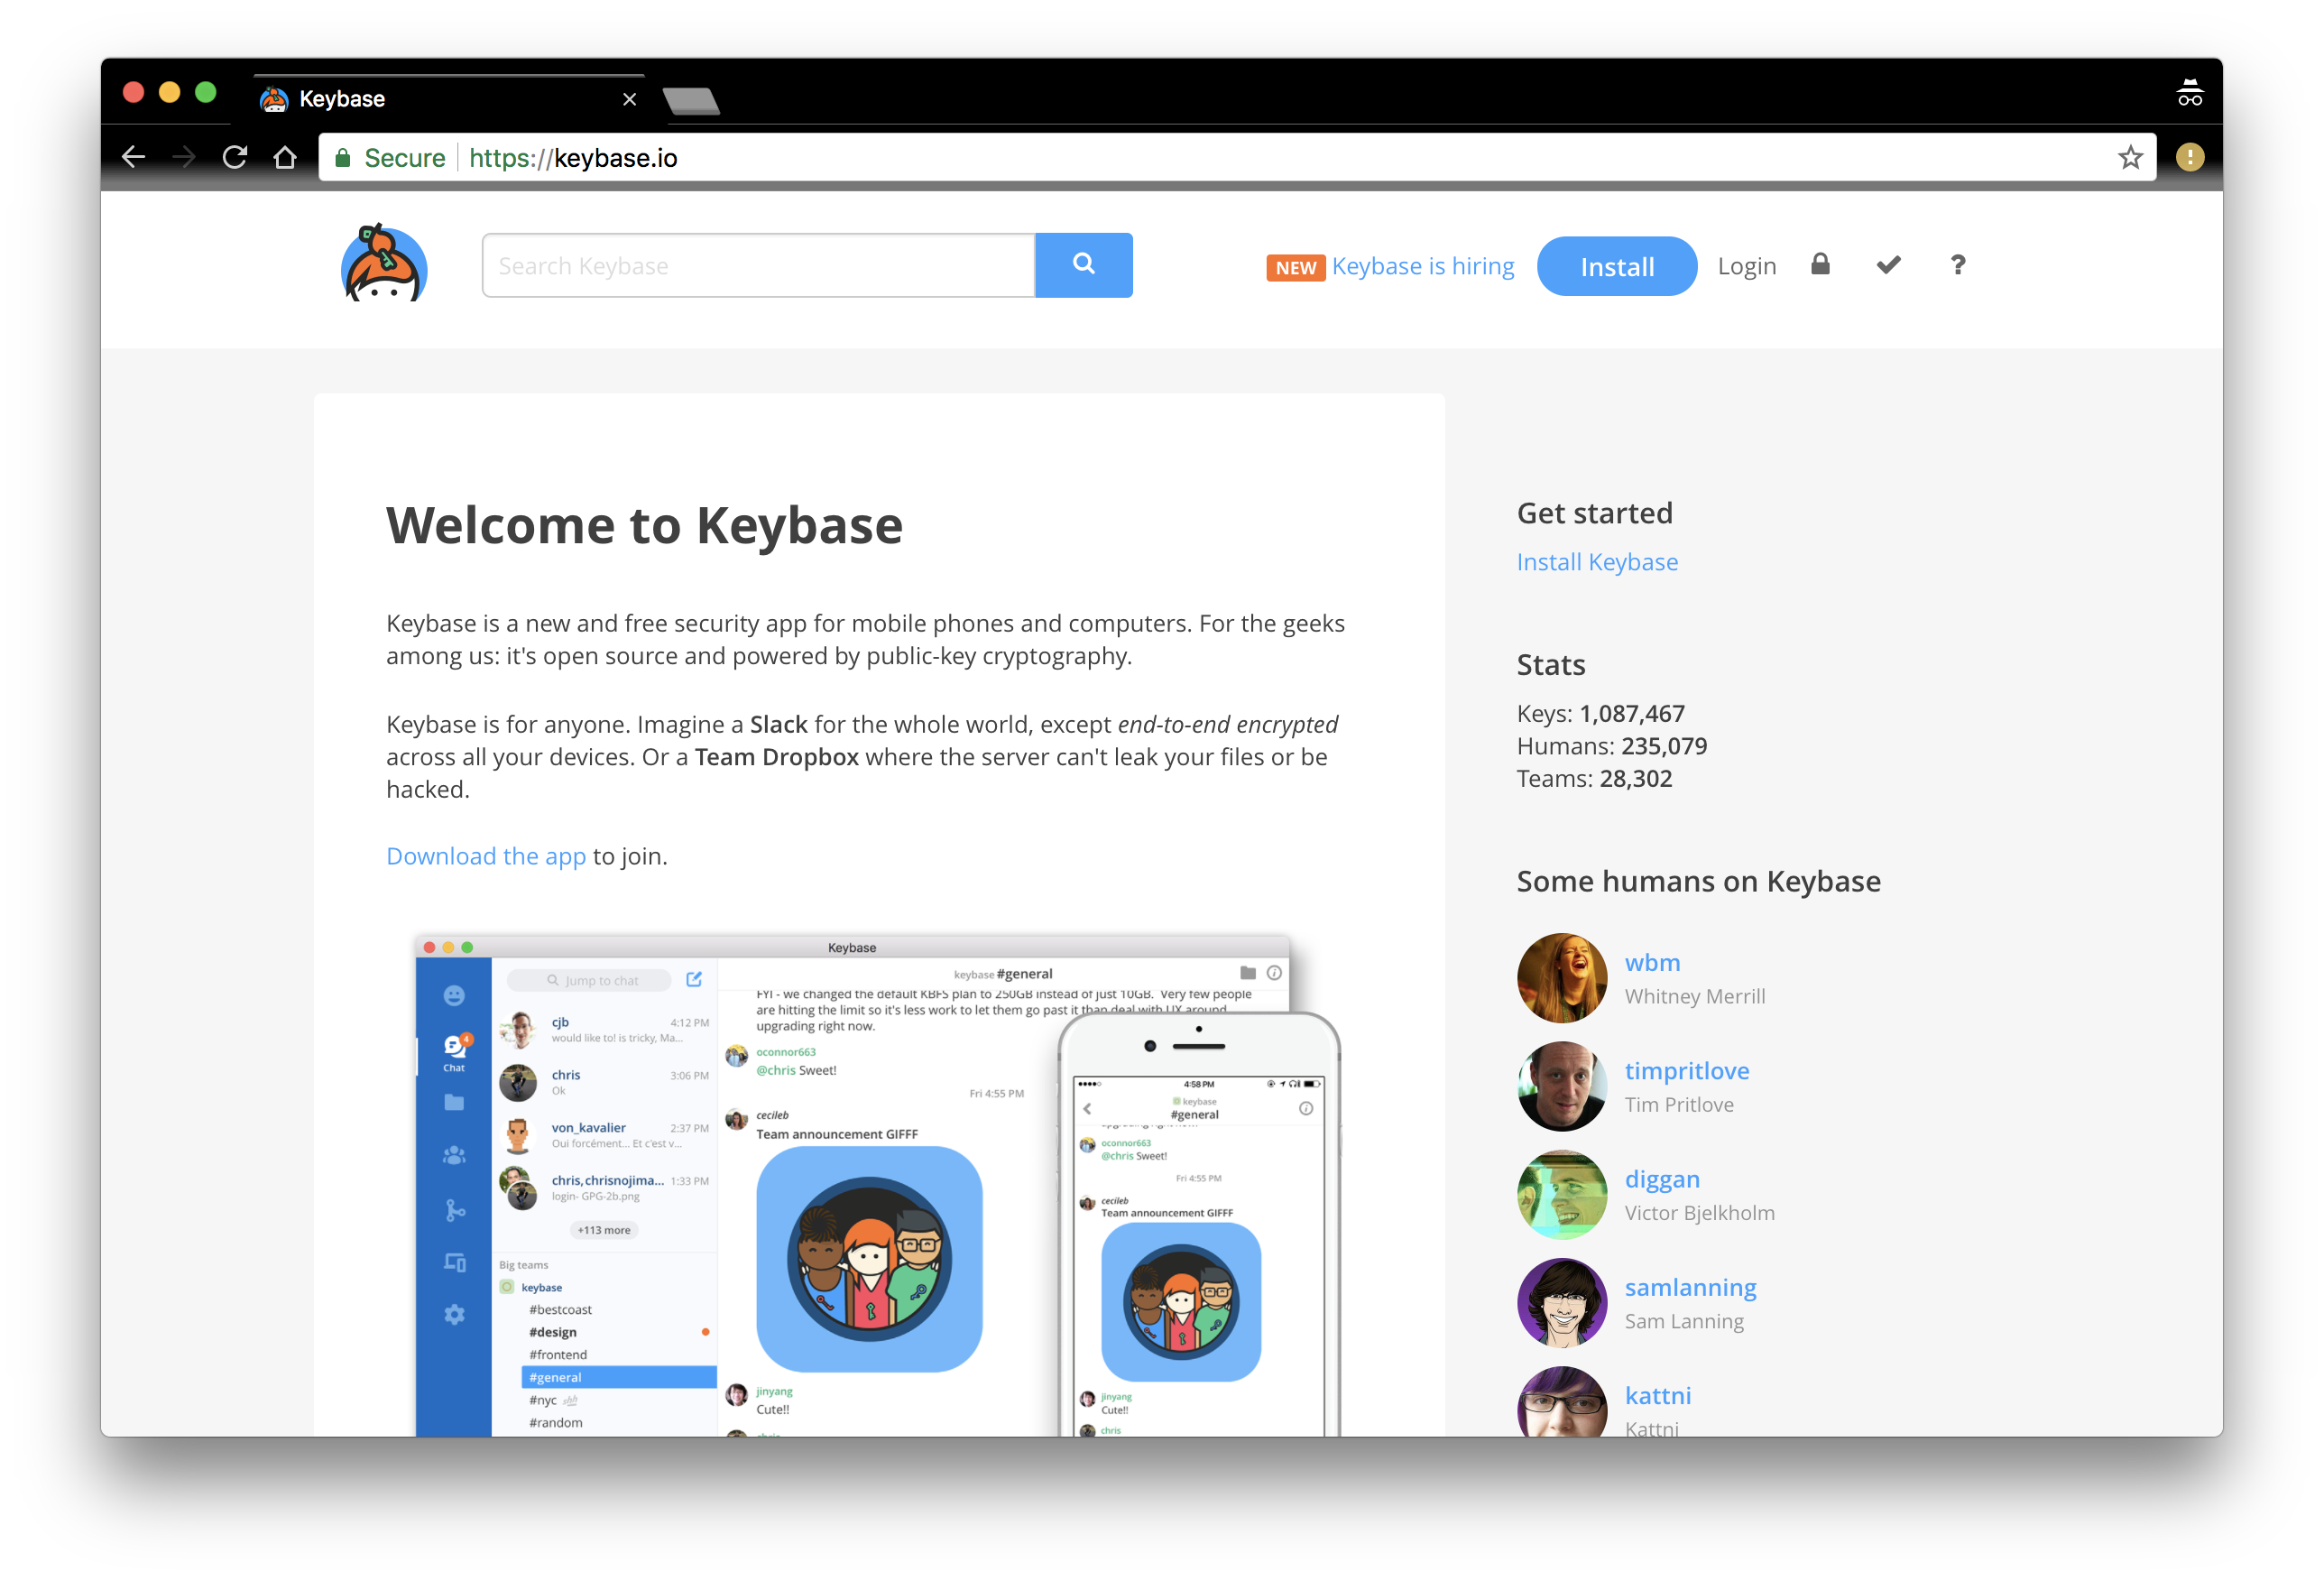 Keybase
Secure https://keybase.io
Search Keybase
NEW Keybase is hiring Install Login ?
Welcome to Keybase
Keybase is a new and free security app for mobile phones and computers. For the geeks
among us: it's open source and powered by public-key cryptography.
Keybase is for anyone. Imagine a Slack for the whole world, except end-to-end encrypted
across all your devices. Or a Team Dropbox where the server can't leak your files or be
hacked.
Download the app to join.
Keybase
Jump to chat
cjb 4:12 PM
would like to! is tricky, Ma...
chris 3:06 PM
Ok
von_kavalier 2:37 PM
Oui forcément... Et c'est v...
chris,chrisnojima... 1:33 PM
login- GPG-2b.png
+113 more
Chat
4
Big teams
keybase
#bestcoast
#design
#frontend
#general
#nyc shh
#random
keybase #general
FYI - we changed the default KBFS plan to 250GB instead of just 10GB. Very few people
are hitting the limit so it's less work to let them go past it than deal with UX around
upgrading right now.
oconnor663
@chris Sweet!
Fri 4:55 PM
cecileb
Team announcement GIFFF
jinyang
Cute!!
chris
4:58 PM
keybase
#general
oconnor663
@chris Sweet!
Fri 4:55 PM
cecileb
Team announcement GIFFF
jinyang
Cute!!
chris
Get started
Install Keybase
Stats
Keys: 1,087,467
Humans: 235,079
Teams: 28,302
Some humans on Keybase
wbm
Whitney Merrill
timpritlove
Tim Pritlove
diggan
Victor Bjelkholm
samlanning
Sam Lanning
kattni
Kattni